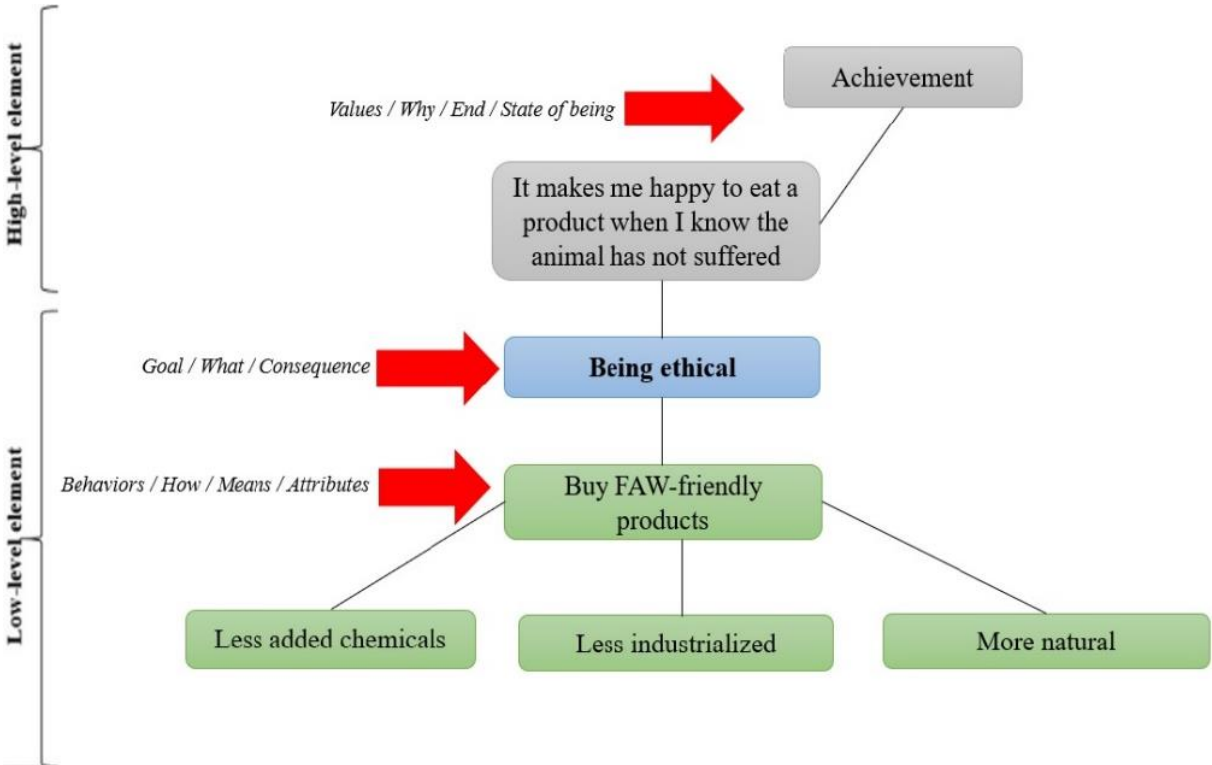 High-level element
Achievement
Values / Why / End / State of being
It makes me happy to eat a
product when I know the
animal has not suffered
Low-level element
Goal / What / Consequence
Being ethical
Behaviors / How / Means / Attributes
Buy FAW-friendly
products
Less added chemicals
Less industrialized
More natural